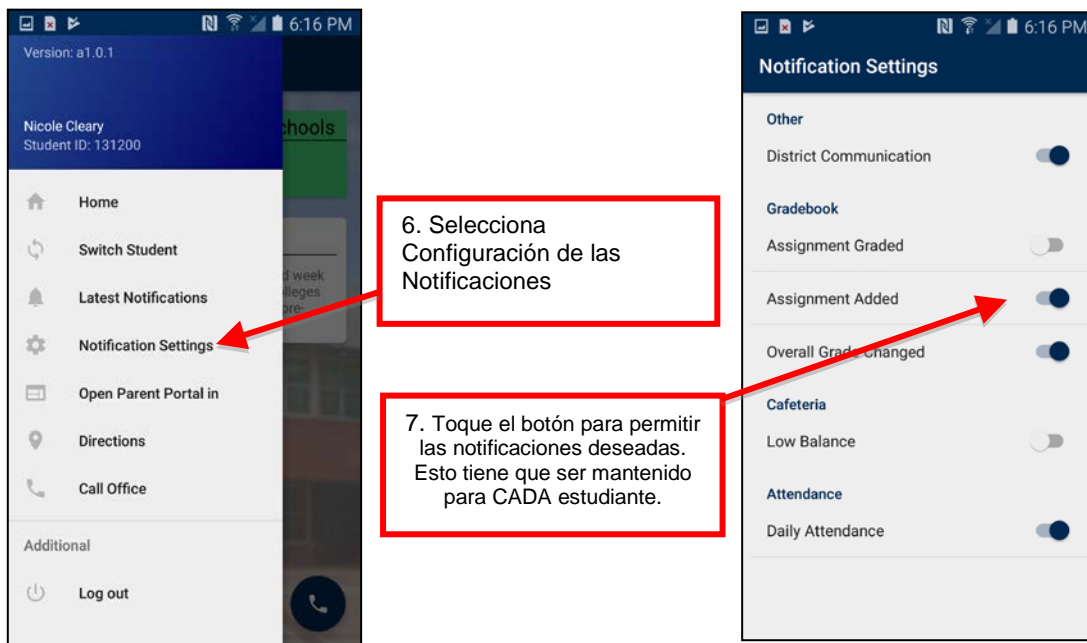 6:16 PM
Version: a1.0.1
Nicole Cleary
Student ID: 131200
chools
Home
Switch Student
d week
Latest Notifications
lleges
pre-
Notification Settings
Open Parent Portal in
Directions
Call Office
Additional
Log out
6. Selecciona
Configuración de las
Notificaciones
7. Toque el botón para permitir
las notificaciones deseadas.
Esto tiene que ser mantenido
para CADA estudiante.
6:16 PM
Notification Settings
Other
District Communication
Gradebook
Assignment Graded
Assignment Added
Overall Grade Changed
Cafeteria
Low Balance
Attendance
Daily Attendance